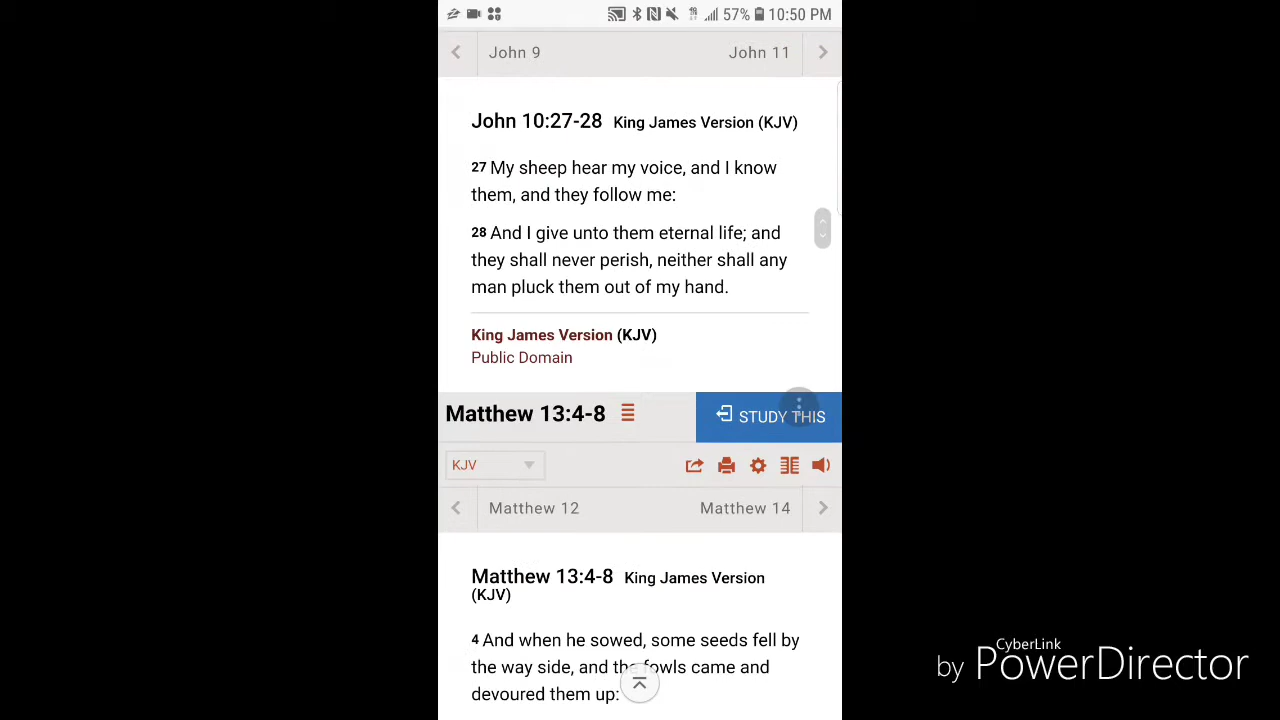 57% 10:50 PM
John 9 John 11
John 10:27-28 King James Version (KJV)
27 My sheep hear my voice, and I know
them, and they follow me:
28 And I give unto them eternal life; and
they shall never perish, neither shall any
man pluck them out of my hand.
King James Version (KJV)
Public Domain
Matthew 13:4-8 STUDY THIS
KJV
Matthew 12 Matthew 14
Matthew 13:4-8 King James Version
(KJV)
4 And when he sowed, some seeds fell by
the way side, and the fowls came and
devoured them up:
CyberLink
by PowerDirector